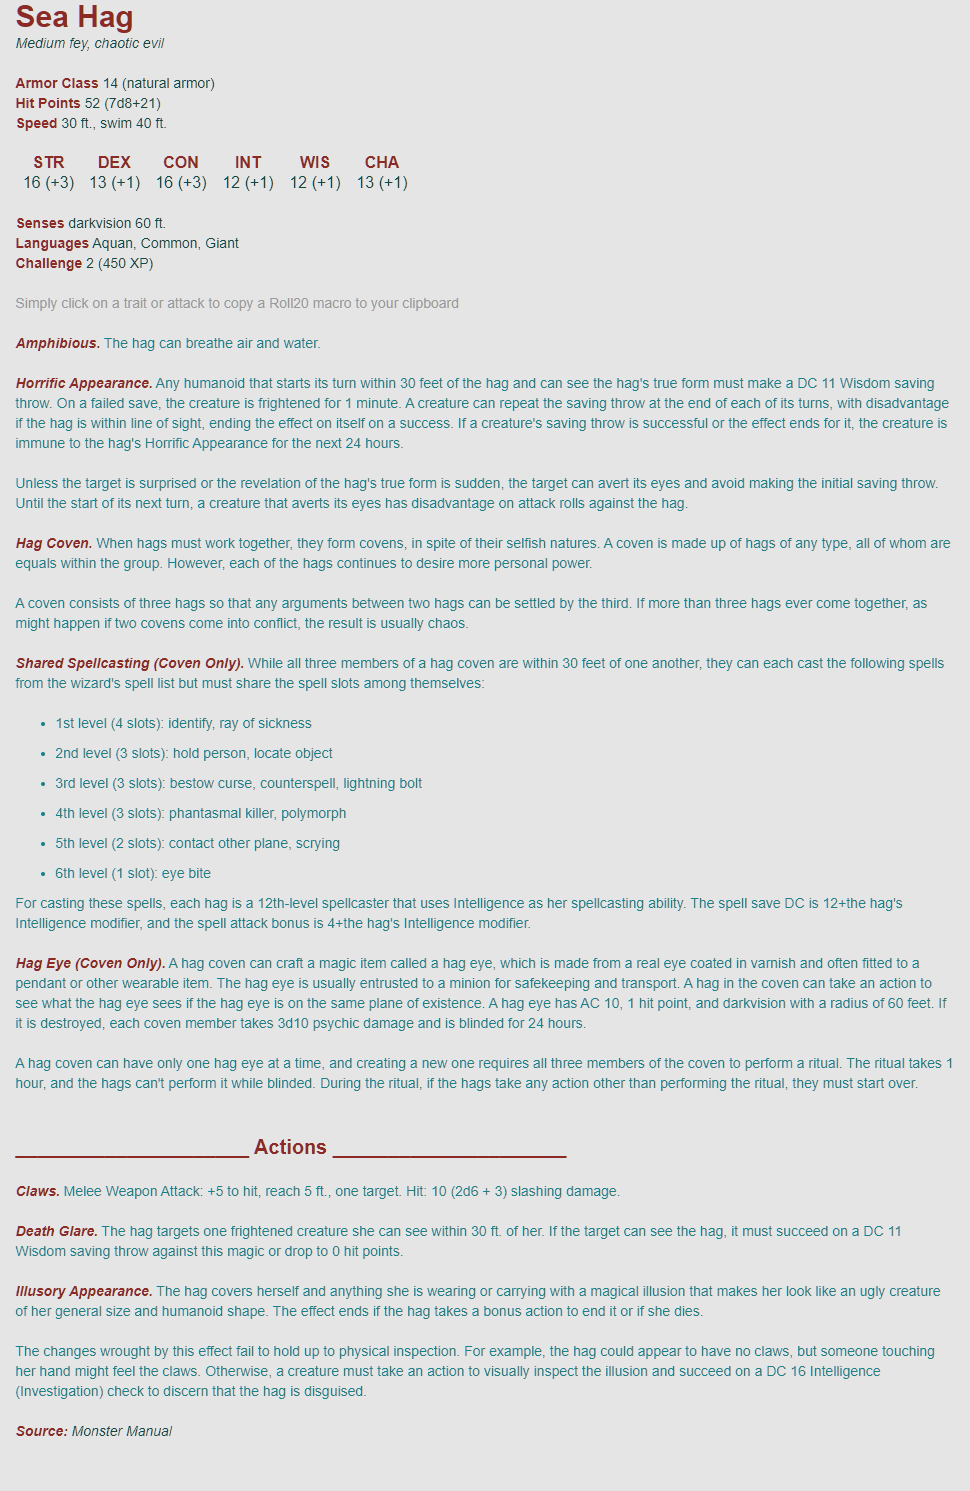 Sea Hag
Medium fey, chaotic evil
Armor Class 14 (natural armor)
Hit Points 52 (7d8+21)
Speed 30 ft., swim 40 ft.
STR DEX CON INT WIS CHA
16 (+3) 13 (+1) 16 (+3) 12 (+1) 12 (+1) 13 (+1)
Senses darkvision 60 ft.
Languages Aquan, Common, Giant
Challenge 2 (450 XP)
Simply click on a trait or attack to copy a Roll20 macro to your clipboard
Amphibious. The hag can breathe air and water.
Horrific Appearance. Any humanoid that starts its turn within 30 feet of the hag and can see the hag's true form must make a DC 11 Wisdom saving
throw. On a failed save, the creature is frightened for 1 minute. A creature can repeat the saving throw at the end of each of its turns, with disadvantage
if the hag is within line of sight, ending the effect on itself on a success. If a creature's saving throw is successful or the effect ends for it, the creature is
immune to the hag's Horrific Appearance for the next 24 hours.
Unless the target is surprised or the revelation of the hag's true form is sudden, the target can avert its eyes and avoid making the initial saving throw.
Until the start of its next turn, a creature that averts its eyes has disadvantage on attack rolls against the hag.
Hag Coven. When hags must work together, they form covens, in spite of their selfish natures. A coven is made up of hags of any type, all of whom are
equals within the group. However, each of the hags continues to desire more personal power.
A coven consists of three hags so that any arguments between two hags can be settled by the third. If more than three hags ever come together, as
might happen if two covens come into conflict, the result is usually chaos.
Shared Spellcasting (Coven Only). While all three members of a hag coven are within 30 feet of one another, they can each cast the following spells
from the wizard's spell list but must share the spell slots among themselves:
• 1st level (4 slots): identify, ray of sickness
• 2nd level (3 slots): hold person, locate object
• 3rd level (3 slots): bestow curse, counterspell, lightning bolt
• 4th level (3 slots): phantasmal killer, polymorph
• 5th level (2 slots): contact other plane, scrying
• 6th level (1 slot): eye bite
For casting these spells, each hag is a 12th-level spellcaster that uses Intelligence as her spellcasting ability. The spell save DC is 12+the hag's
Intelligence modifier, and the spell attack bonus is 4+the hag's Intelligence modifier.
Hag Eye (Coven Only). A hag coven can craft a magic item called a hag eye, which is made from a real eye coated in varnish and often fitted to a
pendant or other wearable item. The hag eye is usually entrusted to a minion for safekeeping and transport. A hag in the coven can take an action to
see what the hag eye sees if the hag eye is on the same plane of existence. A hag eye has AC 10, 1 hit point, and darkvision with a radius of 60 feet. If
it is destroyed, each coven member takes 3d10 psychic damage and is blinded for 24 hours.
A hag coven can have only one hag eye at a time, and creating a new one requires all three members of the coven to perform a ritual. The ritual takes 1
hour, and the hags can't perform it while blinded. During the ritual, if the hags take any action other than performing the ritual, they must start over.
_____________________ Actions _____________________
Claws. Melee Weapon Attack: +5 to hit, reach 5 ft., one target. Hit: 10 (2d6 + 3) slashing damage.
Death Glare. The hag targets one frightened creature she can see within 30 ft. of her. If the target can see the hag, it must succeed on a DC 11
Wisdom saving throw against this magic or drop to 0 hit points.
Illusory Appearance. The hag covers herself and anything she is wearing or carrying with a magical illusion that makes her look like an ugly creature
of her general size and humanoid shape. The effect ends if the hag takes a bonus action to end it or if she dies.
The changes wrought by this effect fail to hold up to physical inspection. For example, the hag could appear to have no claws, but someone touching
her hand might feel the claws. Otherwise, a creature must take an action to visually inspect the illusion and succeed on a DC 16 Intelligence
(Investigation) check to discern that the hag is disguised.
Source: Monster Manual